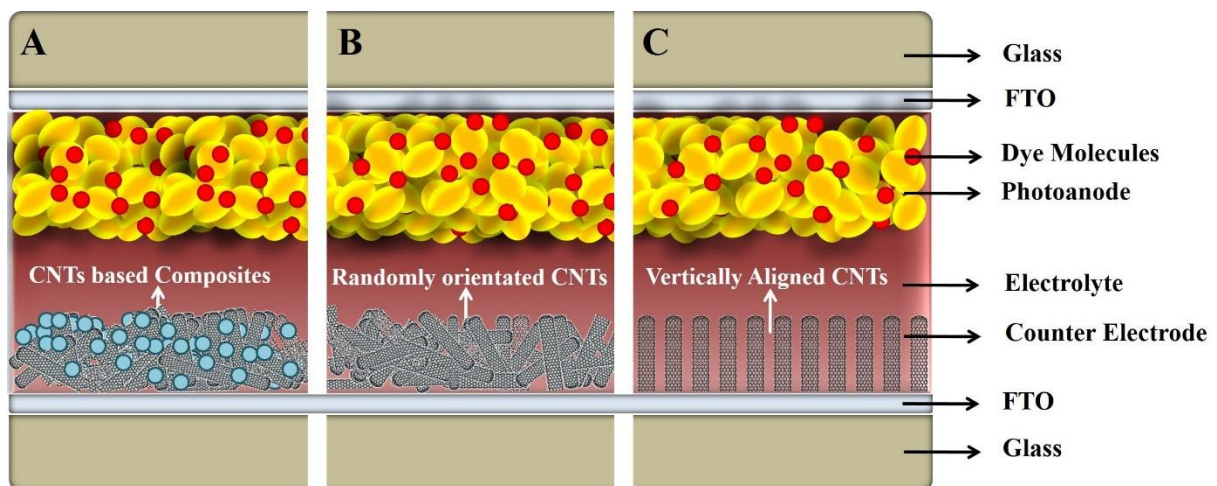 A
B
C
Glass
FTO
Dye Molecules
Photoanode
CNTs based Composites
Randomly orientated CNTs
Vertically Aligned CNTs
Electrolyte
Counter Electrode
FTO
Glass